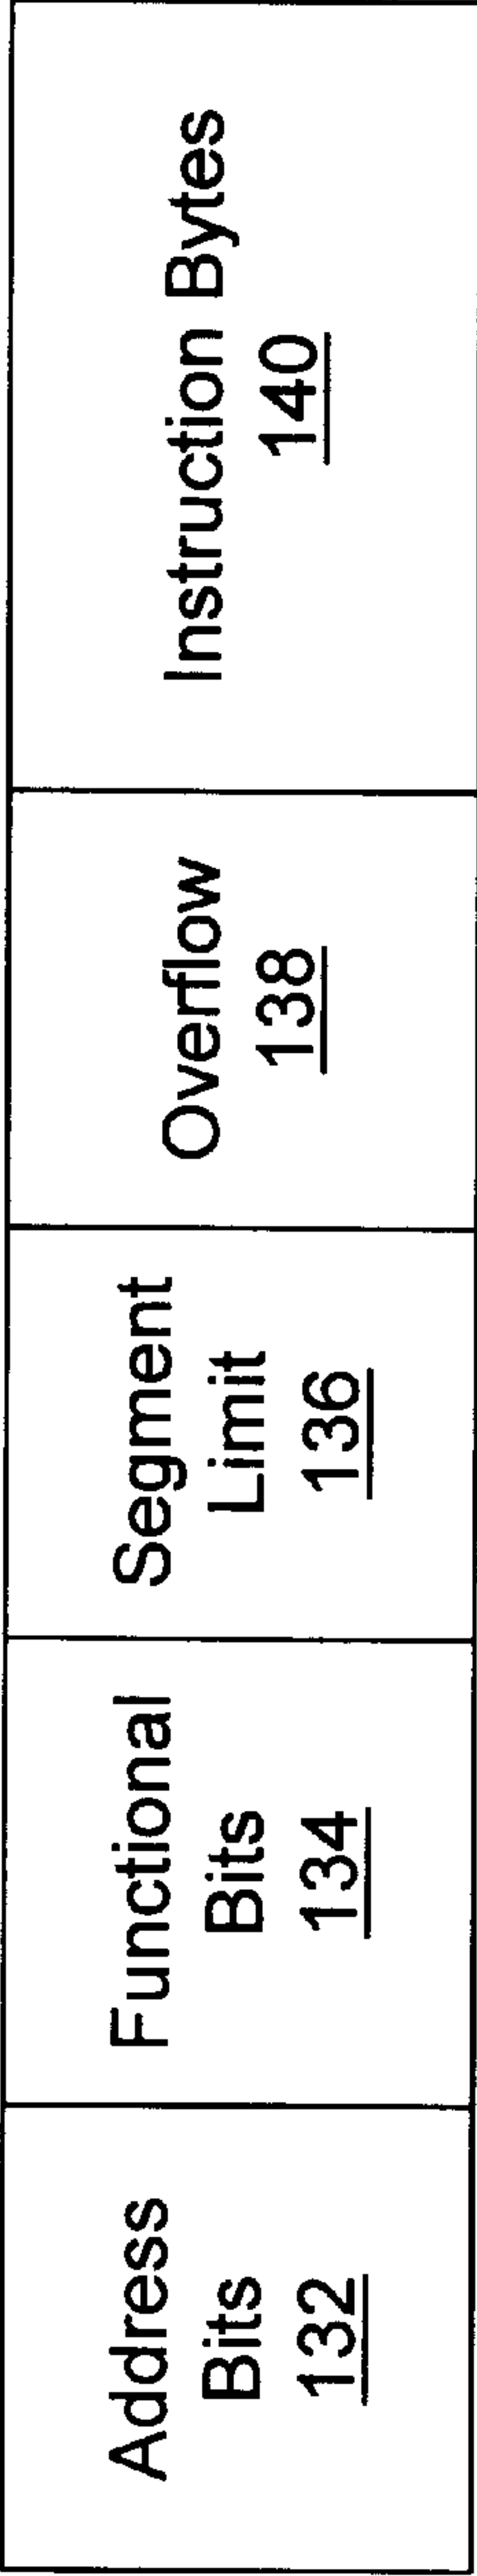 Address
Bits
132
Functional
Bits
134
Segment
Limit
136
Overflow
138
Instruction Bytes
140